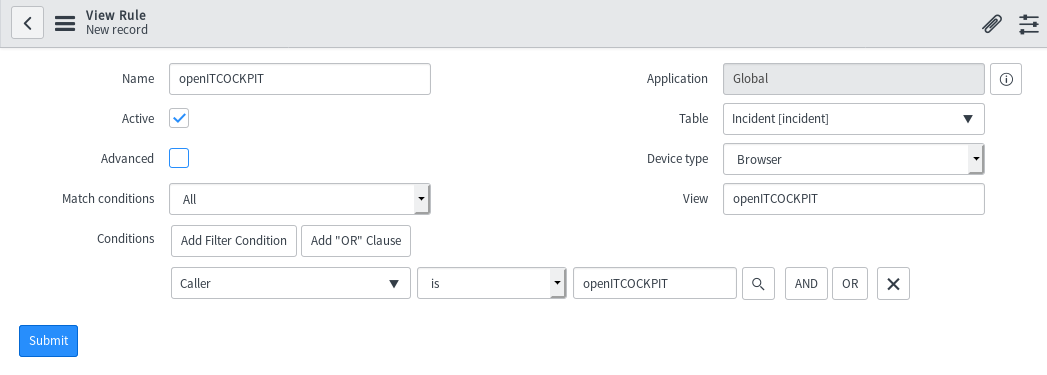 View Rule
New record
Name openITCOCKPIT Application Global
Active Table Incident [incident]
Advanced Device type Browser
Match conditions All View openITCOCKPIT
Conditions Add Filter Condition Add "OR" Clause
Caller is openITCOCKPIT AND OR
Submit